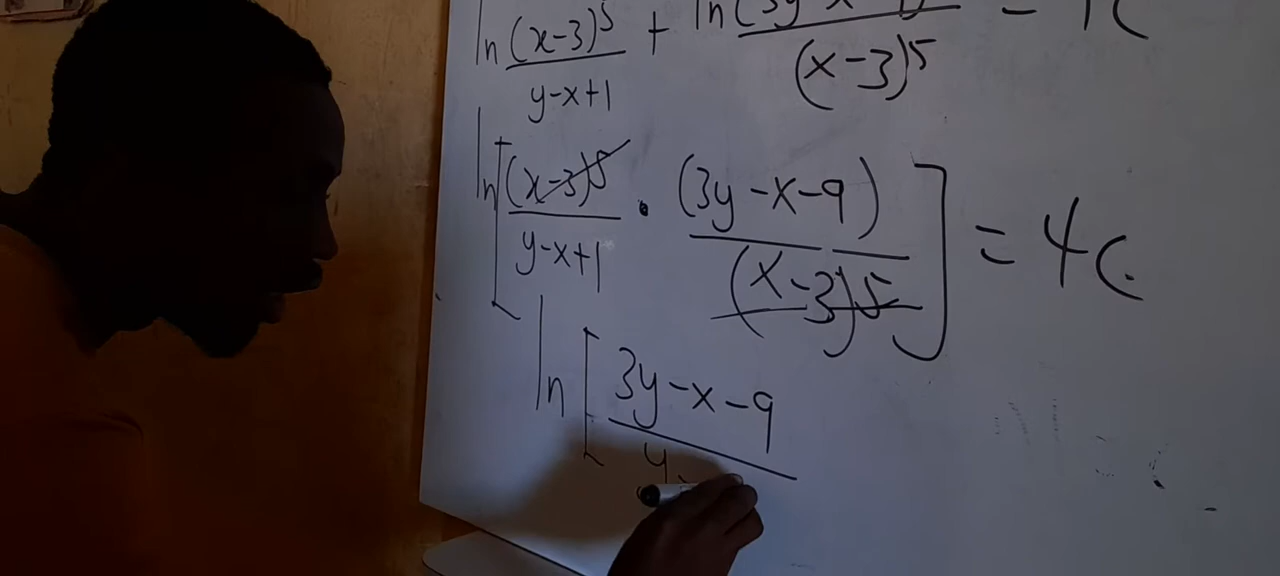 ln (x-3)^5 / y-x+1 + ln (3y-x-9) / (x-3)^5 = 4C
ln [ (x-3)^5 / y-x+1 · (3y-x-9) / (x-3)^5 ] = 4C.
ln [ 3y-x-9 / y-